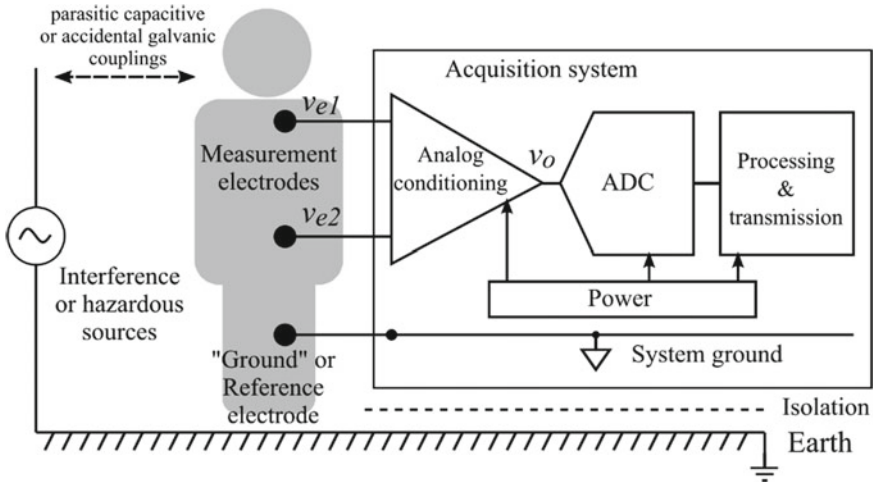 parasitic capacitive
or accidental galvanic
couplings
Acquisition system
ve1
Measurement
electrodes
ve2
Analog
conditioning
vo
ADC
Processing
&
transmission
Interference
or hazardous
sources
Power
"Ground" or
Reference
electrode
System ground
Isolation
Earth